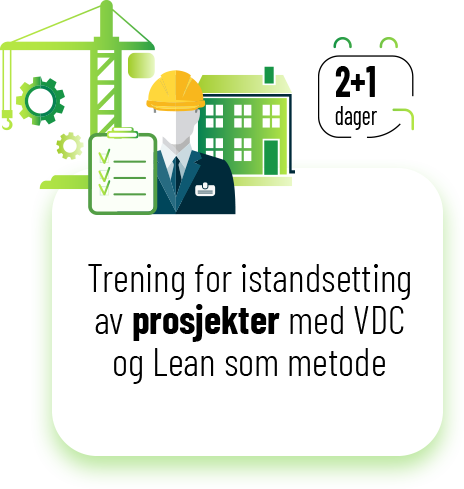 2+1
dager
Trening for istandsetting
av prosjekter med VDC
og Lean som metode